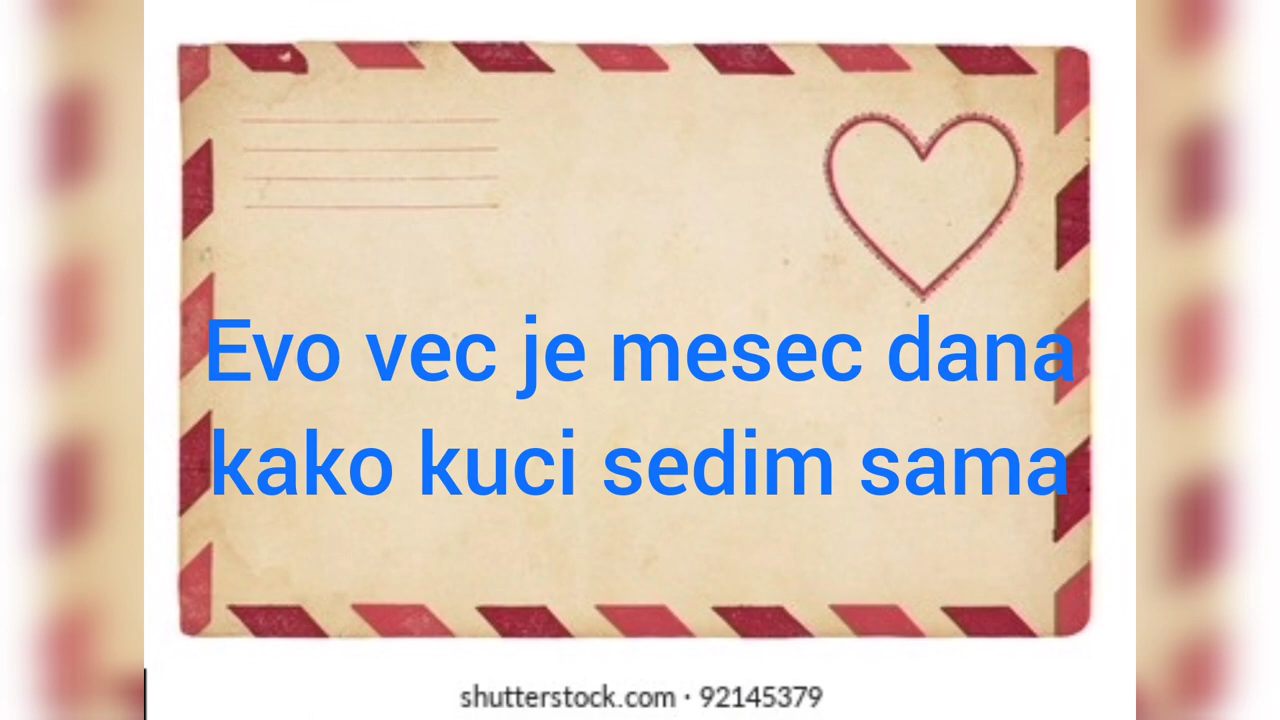 Evo vec je mesec dana
kako kuci sedim sama
shutterstock.com · 92145379